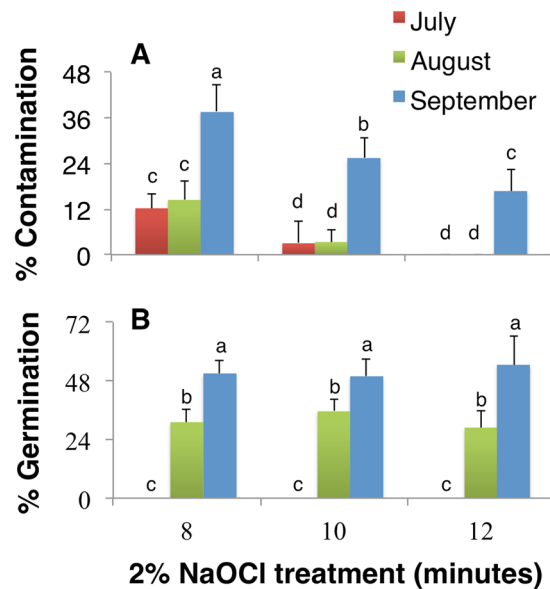 July
August
September
A
% Contamination
48
36
24
12
0
c c a
d d b
d d c
B
% Germination
72
48
24
0
c b a
c b a
c b a
8 10 12
2% NaOCl treatment (minutes)